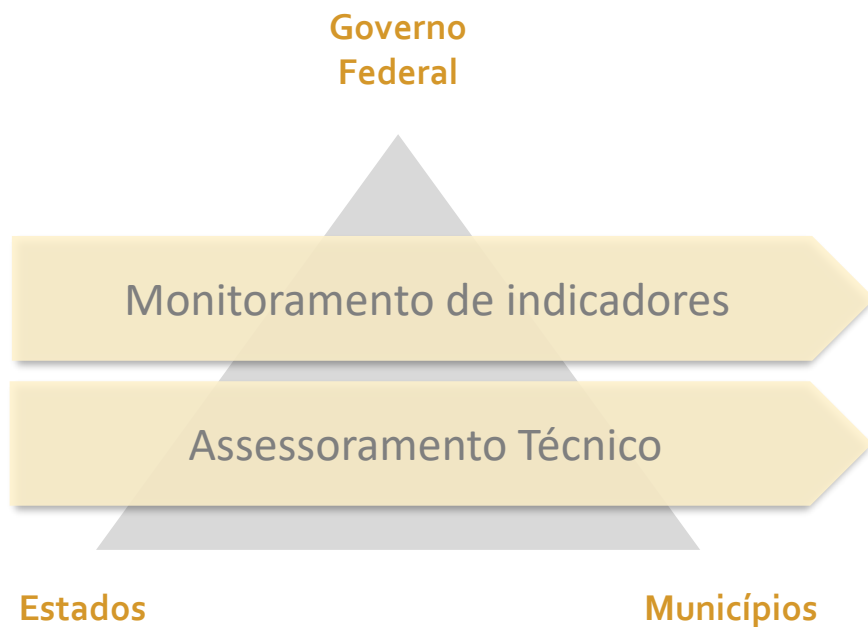 Governo
Federal
Monitoramento de indicadores
Assessoramento Técnico
Estados
Municípios